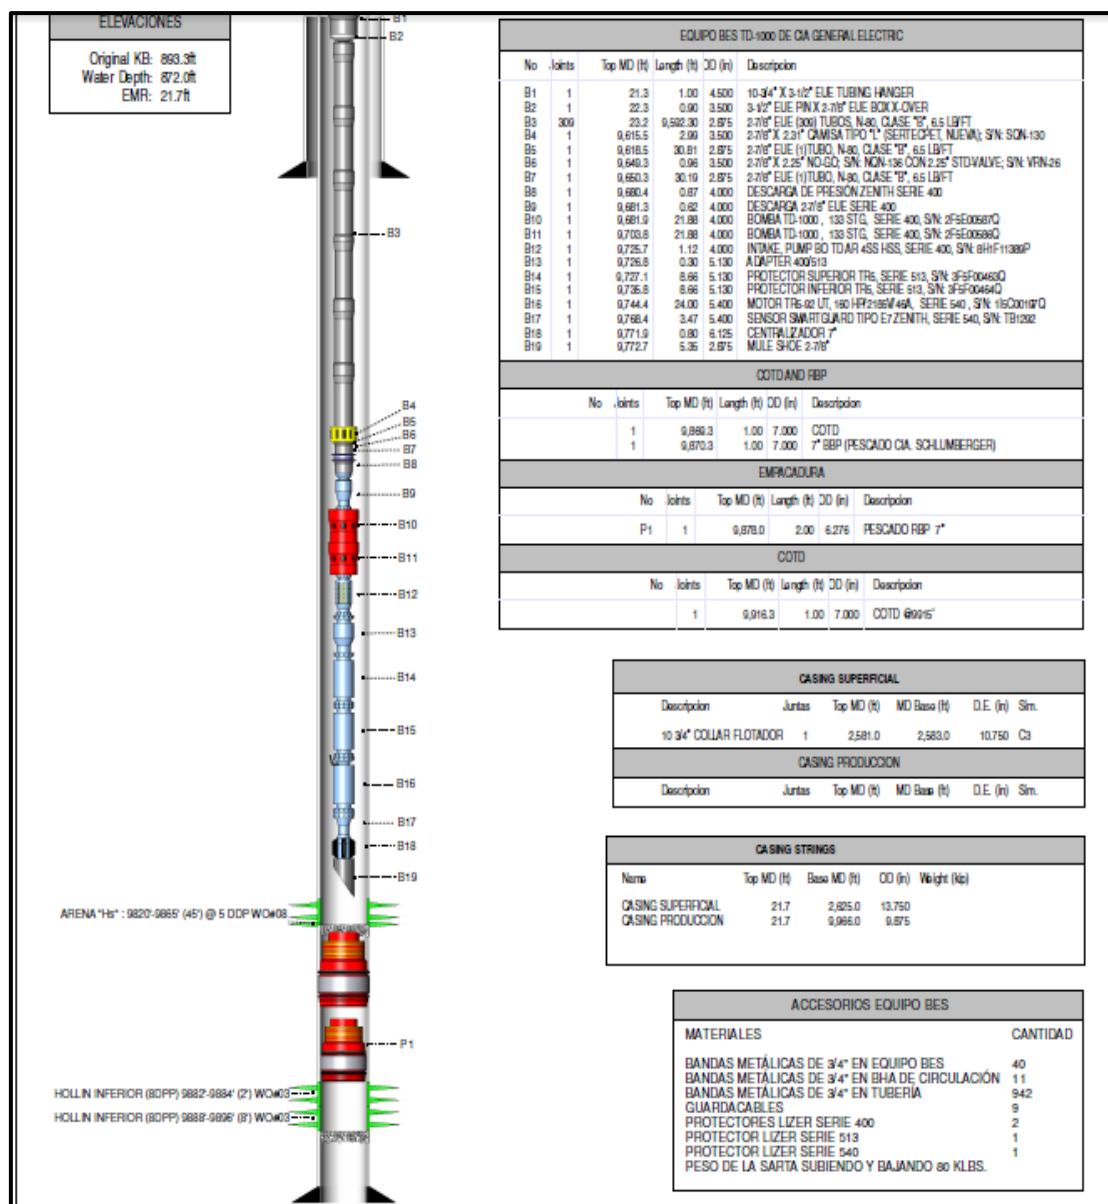 ELEVACIONES
Original KB: 893.3ft
Water Depth: 872.0ft
EMR: 21.7ft
B1
B2
B3
B4
B5
B6
B7
B8
B9
B10
B11
B12
B13
B14
B15
B16
B17
B18
B19
ARENA "Hs" : 9820'-9865' (45') @ 5 DDP WO#08
P1
HOLLIN INFERIOR (8DPP) 9882'-9884' (2') WO#03
HOLLIN INFERIOR (8DPP) 9888'-9896' (8') WO#03
EQUIPO BES TD-1000 DE CIA GENERAL ELECTRIC
No Joints Top MD (ft) Length (ft) OD (in) Descripcion
B1 1 21.3 1.00 4.500 10-3/4" X 3-1/2" EUE TUBING HANGER
B2 1 22.3 0.90 3.500 3-1/2" EUE PIN X 2-7/8" EUE BOX X-OVER
B3 309 23.2 9,592.30 2.875 2-7/8" EUE (309) TUBOS, N-80, CLASE "B", 6.5 LB/FT
B4 1 9,615.5 2.99 3.500 2-7/8" X 2.31" CAMISA TIPO "L" (SERTECPET, NUEVA); S/N: SQN-130
B5 1 9,618.5 30.81 2.875 2-7/8" EUE (1)TUBO, N-80, CLASE "B", 6.5 LB/FT
B6 1 9,649.3 0.96 3.500 2-7/8" X 2.25" NO-GO; S/N: NQN-136 CON 2.25" STD-VALVE; S/N: VRN-26
B7 1 9,650.3 30.19 2.875 2-7/8" EUE (1)TUBO, N-80, CLASE "B", 6.5 LB/FT
B8 1 9,680.4 0.87 4.000 DESCARGA DE PRESIÓN ZENITH SERIE 400
B9 1 9,681.3 0.62 4.000 DESCARGA 2-7/8" EUE SERIE 400
B10 1 9,681.9 21.88 4.000 BOMBA TD-1000 , 133 STG, SERIE 400, S/N: 2F5E00587Q
B11 1 9,703.8 21.88 4.000 BOMBA TD-1000 , 133 STG, SERIE 400, S/N: 2F5E00586Q
B12 1 9,725.7 1.12 4.000 INTAKE, PUMP BO TD AR 4SS HSS, SERIE 400, S/N: 8H1F11389P
B13 1 9,726.8 0.30 5.130 ADAPTER 400/513
B14 1 9,727.1 8.66 5.130 PROTECTOR SUPERIOR TR5, SERIE 513, S/N: 3F5F00463Q
B15 1 9,735.8 8.66 5.130 PROTECTOR INFERIOR TR5, SERIE 513, S/N: 3F5F00464Q
B16 1 9,744.4 24.00 5.400 MOTOR TR5-92 UT, 160 HP/2185V/46A, SERIE 540 , S/N: 1I5C00197Q
B17 1 9,768.4 3.47 5.400 SENSOR SMARTGUARD TIPO E7 ZENITH, SERIE 540, S/N: TB1292
B18 1 9,771.9 0.80 6.125 CENTRALIZADOR 7"
B19 1 9,772.7 5.35 2.875 MULE SHOE 2-7/8"
COTD AND RBP
No Joints Top MD (ft) Length (ft) OD (in) Descripcion
1 9,869.3 1.00 7.000 COTD
1 9,870.3 1.00 7.000 7" BBP (PESCADO CIA. SCHLUMBERGER)
EMPACADURA
No Joints Top MD (ft) Length (ft) OD (in) Descripcion
P1 1 9,878.0 2.00 6.276 PESCADO RBP 7"
COTD
No Joints Top MD (ft) Length (ft) OD (in) Descripcion
1 9,916.3 1.00 7.000 COTD @9915'
CASING SUPERFICIAL
Descripcion Juntas Top MD (ft) MD Base (ft) D.E. (in) Sim.
10 3/4" COLLAR FLOTADOR 1 2,581.0 2,583.0 10.750 C3
CASING PRODUCCION
Descripcion Juntas Top MD (ft) MD Base (ft) D.E. (in) Sim.
CASING STRINGS
Name Top MD (ft) Base MD (ft) OD (in) Weight (kip)
CASING SUPERFICIAL 21.7 2,625.0 13.750
CASING PRODUCCION 21.7 9,966.0 9.875
ACCESORIOS EQUIPO BES
MATERIALES CANTIDAD
BANDAS METÁLICAS DE 3/4" EN EQUIPO BES 40
BANDAS METÁLICAS DE 3/4" EN BHA DE CIRCULACIÓN 11
BANDAS METÁLICAS DE 3/4" EN TUBERÍA 942
GUARDACABLES 9
PROTECTORES LIZER SERIE 400 2
PROTECTOR LIZER SERIE 513 1
PROTECTOR LIZER SERIE 540 1
PESO DE LA SARTA SUBIENDO Y BAJANDO 80 KLBS.